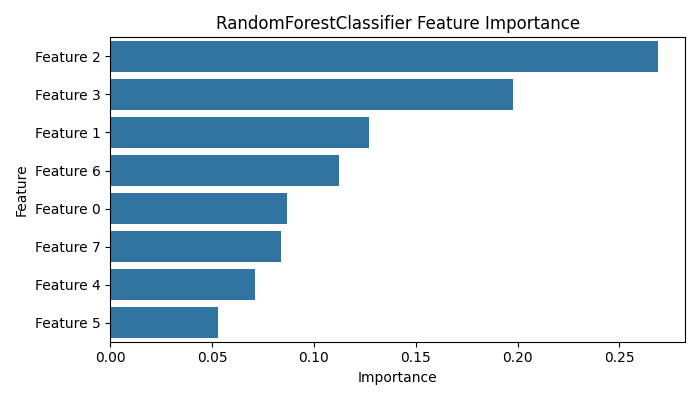 RandomForestClassifier Feature Importance
Feature 2
Feature 3
Feature 1
Feature 6
Feature 0
Feature 7
Feature 4
Feature 5
Feature
0.00 0.05 0.10 0.15 0.20 0.25
Importance